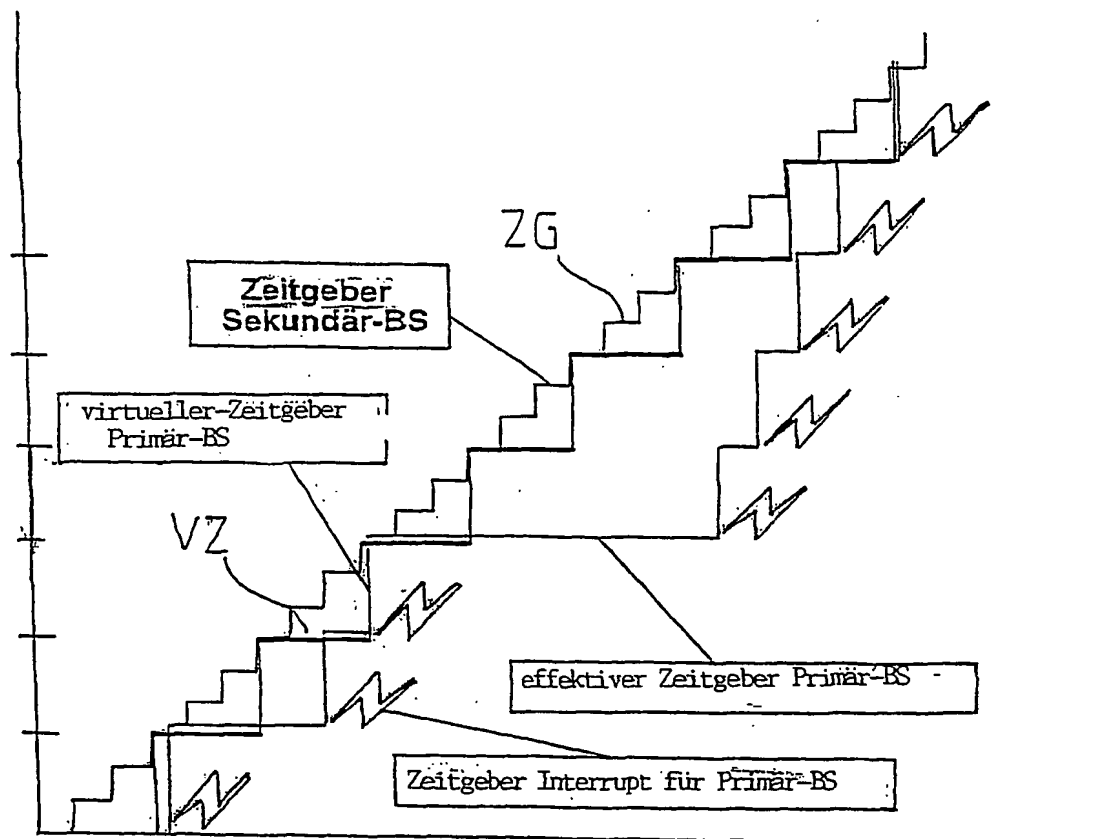 ZG
Zeitgeber
Sekundär-BS
virtueller-Zeitgeber
Primär-BS
VZ
effektiver Zeitgeber Primär-BS
Zeitgeber Interrupt für Primär-BS